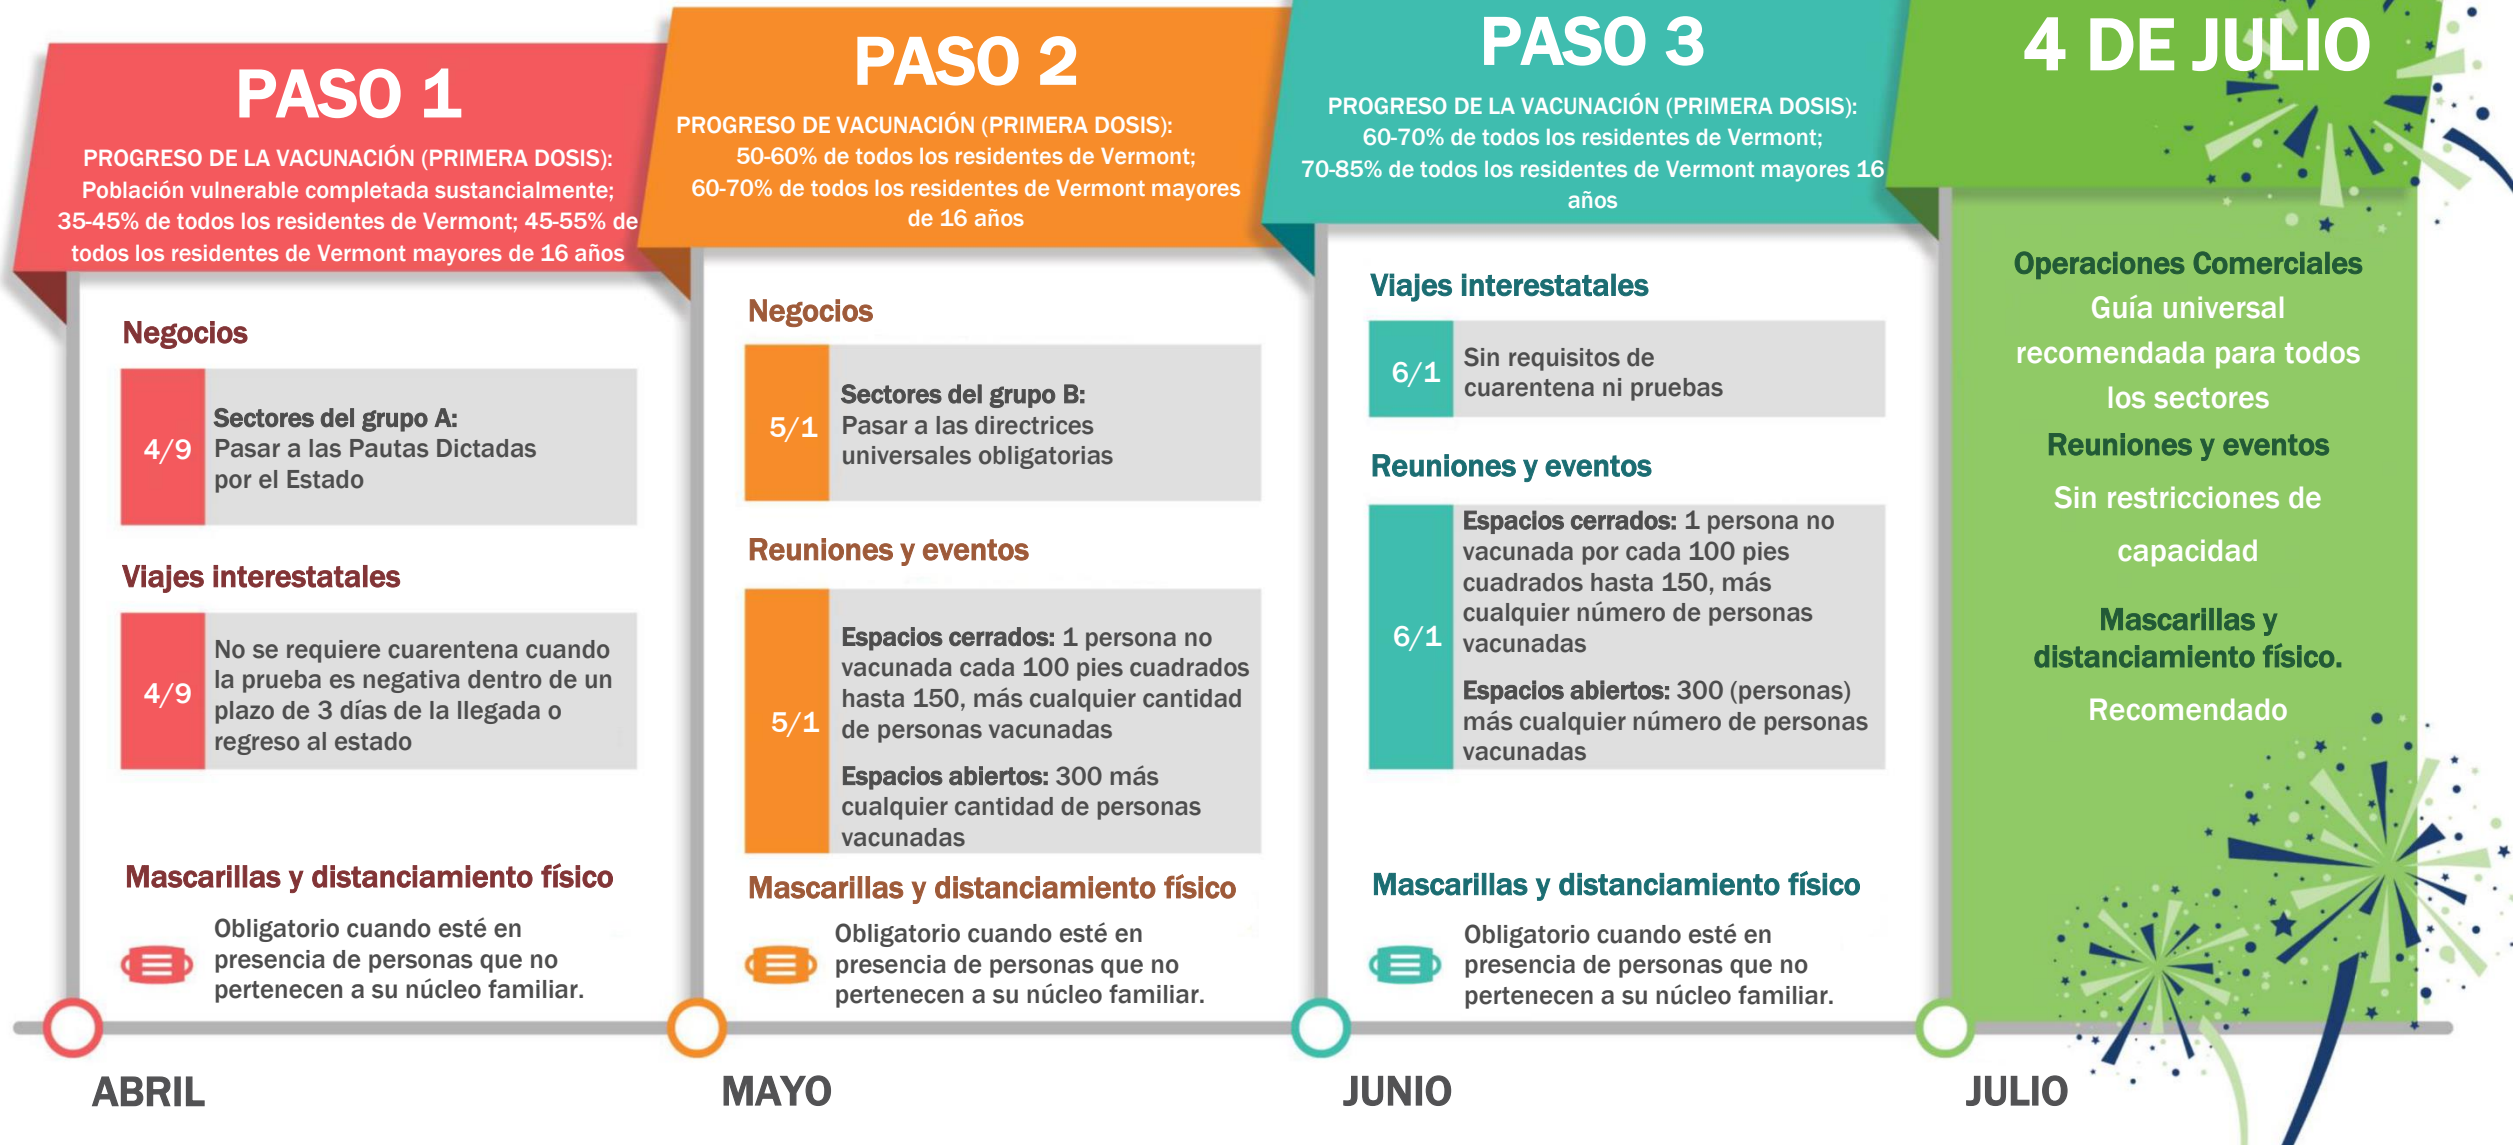 PASO 1
PROGRESO DE LA VACUNACIÓN (PRIMERA DOSIS):
Población vulnerable completada sustancialmente;
35-45% de todos los residentes de Vermont; 45-55% de
todos los residentes de Vermont mayores de 16 años
Negocios
4/9
Sectores del grupo A:
Pasar a las Pautas Dictadas
por el Estado
Viajes interestatales
4/9
No se requiere cuarentena cuando
la prueba es negativa dentro de un
plazo de 3 días de la llegada o
regreso al estado
Mascarillas y distanciamiento físico
Obligatorio cuando esté en
presencia de personas que no
pertenecen a su núcleo familiar.
ABRIL
PASO 2
PROGRESO DE VACUNACIÓN (PRIMERA DOSIS):
50-60% de todos los residentes de Vermont;
60-70% de todos los residentes de Vermont mayores
de 16 años
Negocios
5/1
Sectores del grupo B:
Pasar a las directrices
universales obligatorias
Reuniones y eventos
5/1
Espacios cerrados: 1 persona no
vacunada cada 100 pies cuadrados
hasta 150, más cualquier cantidad
de personas vacunadas
Espacios abiertos: 300 más
cualquier cantidad de personas
vacunadas
Mascarillas y distanciamiento físico
Obligatorio cuando esté en
presencia de personas que no
pertenecen a su núcleo familiar.
MAYO
PASO 3
PROGRESO DE LA VACUNACIÓN (PRIMERA DOSIS):
60-70% de todos los residentes de Vermont;
70-85% de todos los residentes de Vermont mayores 16
años
Viajes interestatales
6/1
Sin requisitos de
cuarentena ni pruebas
Reuniones y eventos
6/1
Espacios cerrados: 1 persona no
vacunada por cada 100 pies
cuadrados hasta 150, más
cualquier número de personas
vacunadas
Espacios abiertos: 300 (personas)
más cualquier número de personas
vacunadas
Mascarillas y distanciamiento físico
Obligatorio cuando esté en
presencia de personas que no
pertenecen a su núcleo familiar.
JUNIO
4 DE JULIO
Operaciones Comerciales
Guía universal
recomendada para todos
los sectores
Reuniones y eventos
Sin restricciones de
capacidad
Mascarillas y
distanciamiento físico.
Recomendado
JULIO